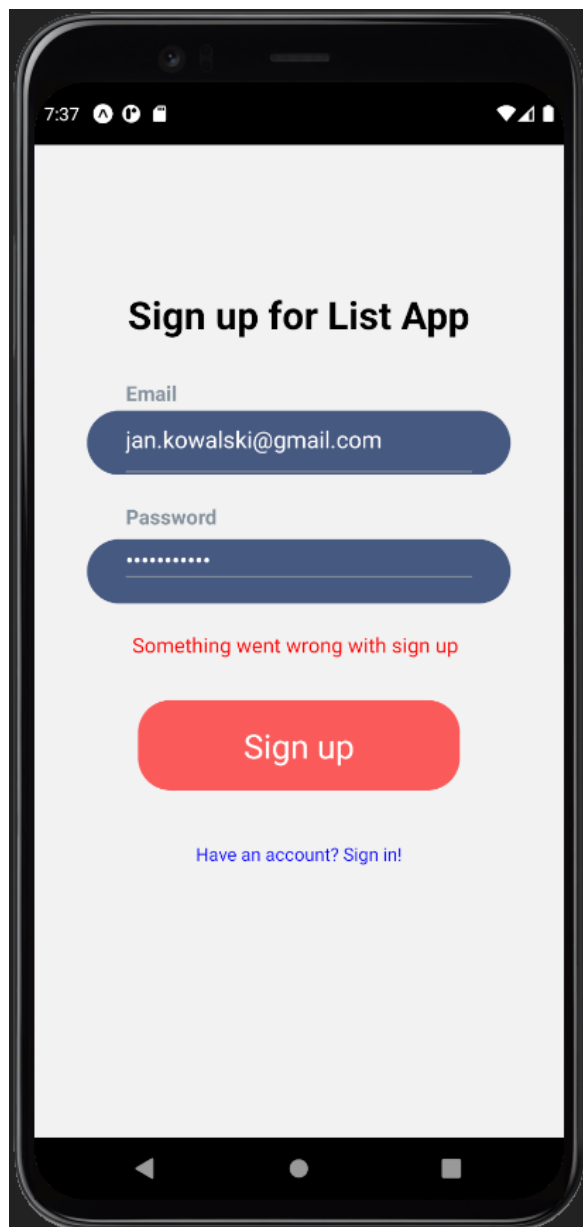 7:37
Sign up for List App
Email
jan.kowalski@gmail.com
Password
•••••••••••
Something went wrong with sign up
Sign up
Have an account? Sign in!